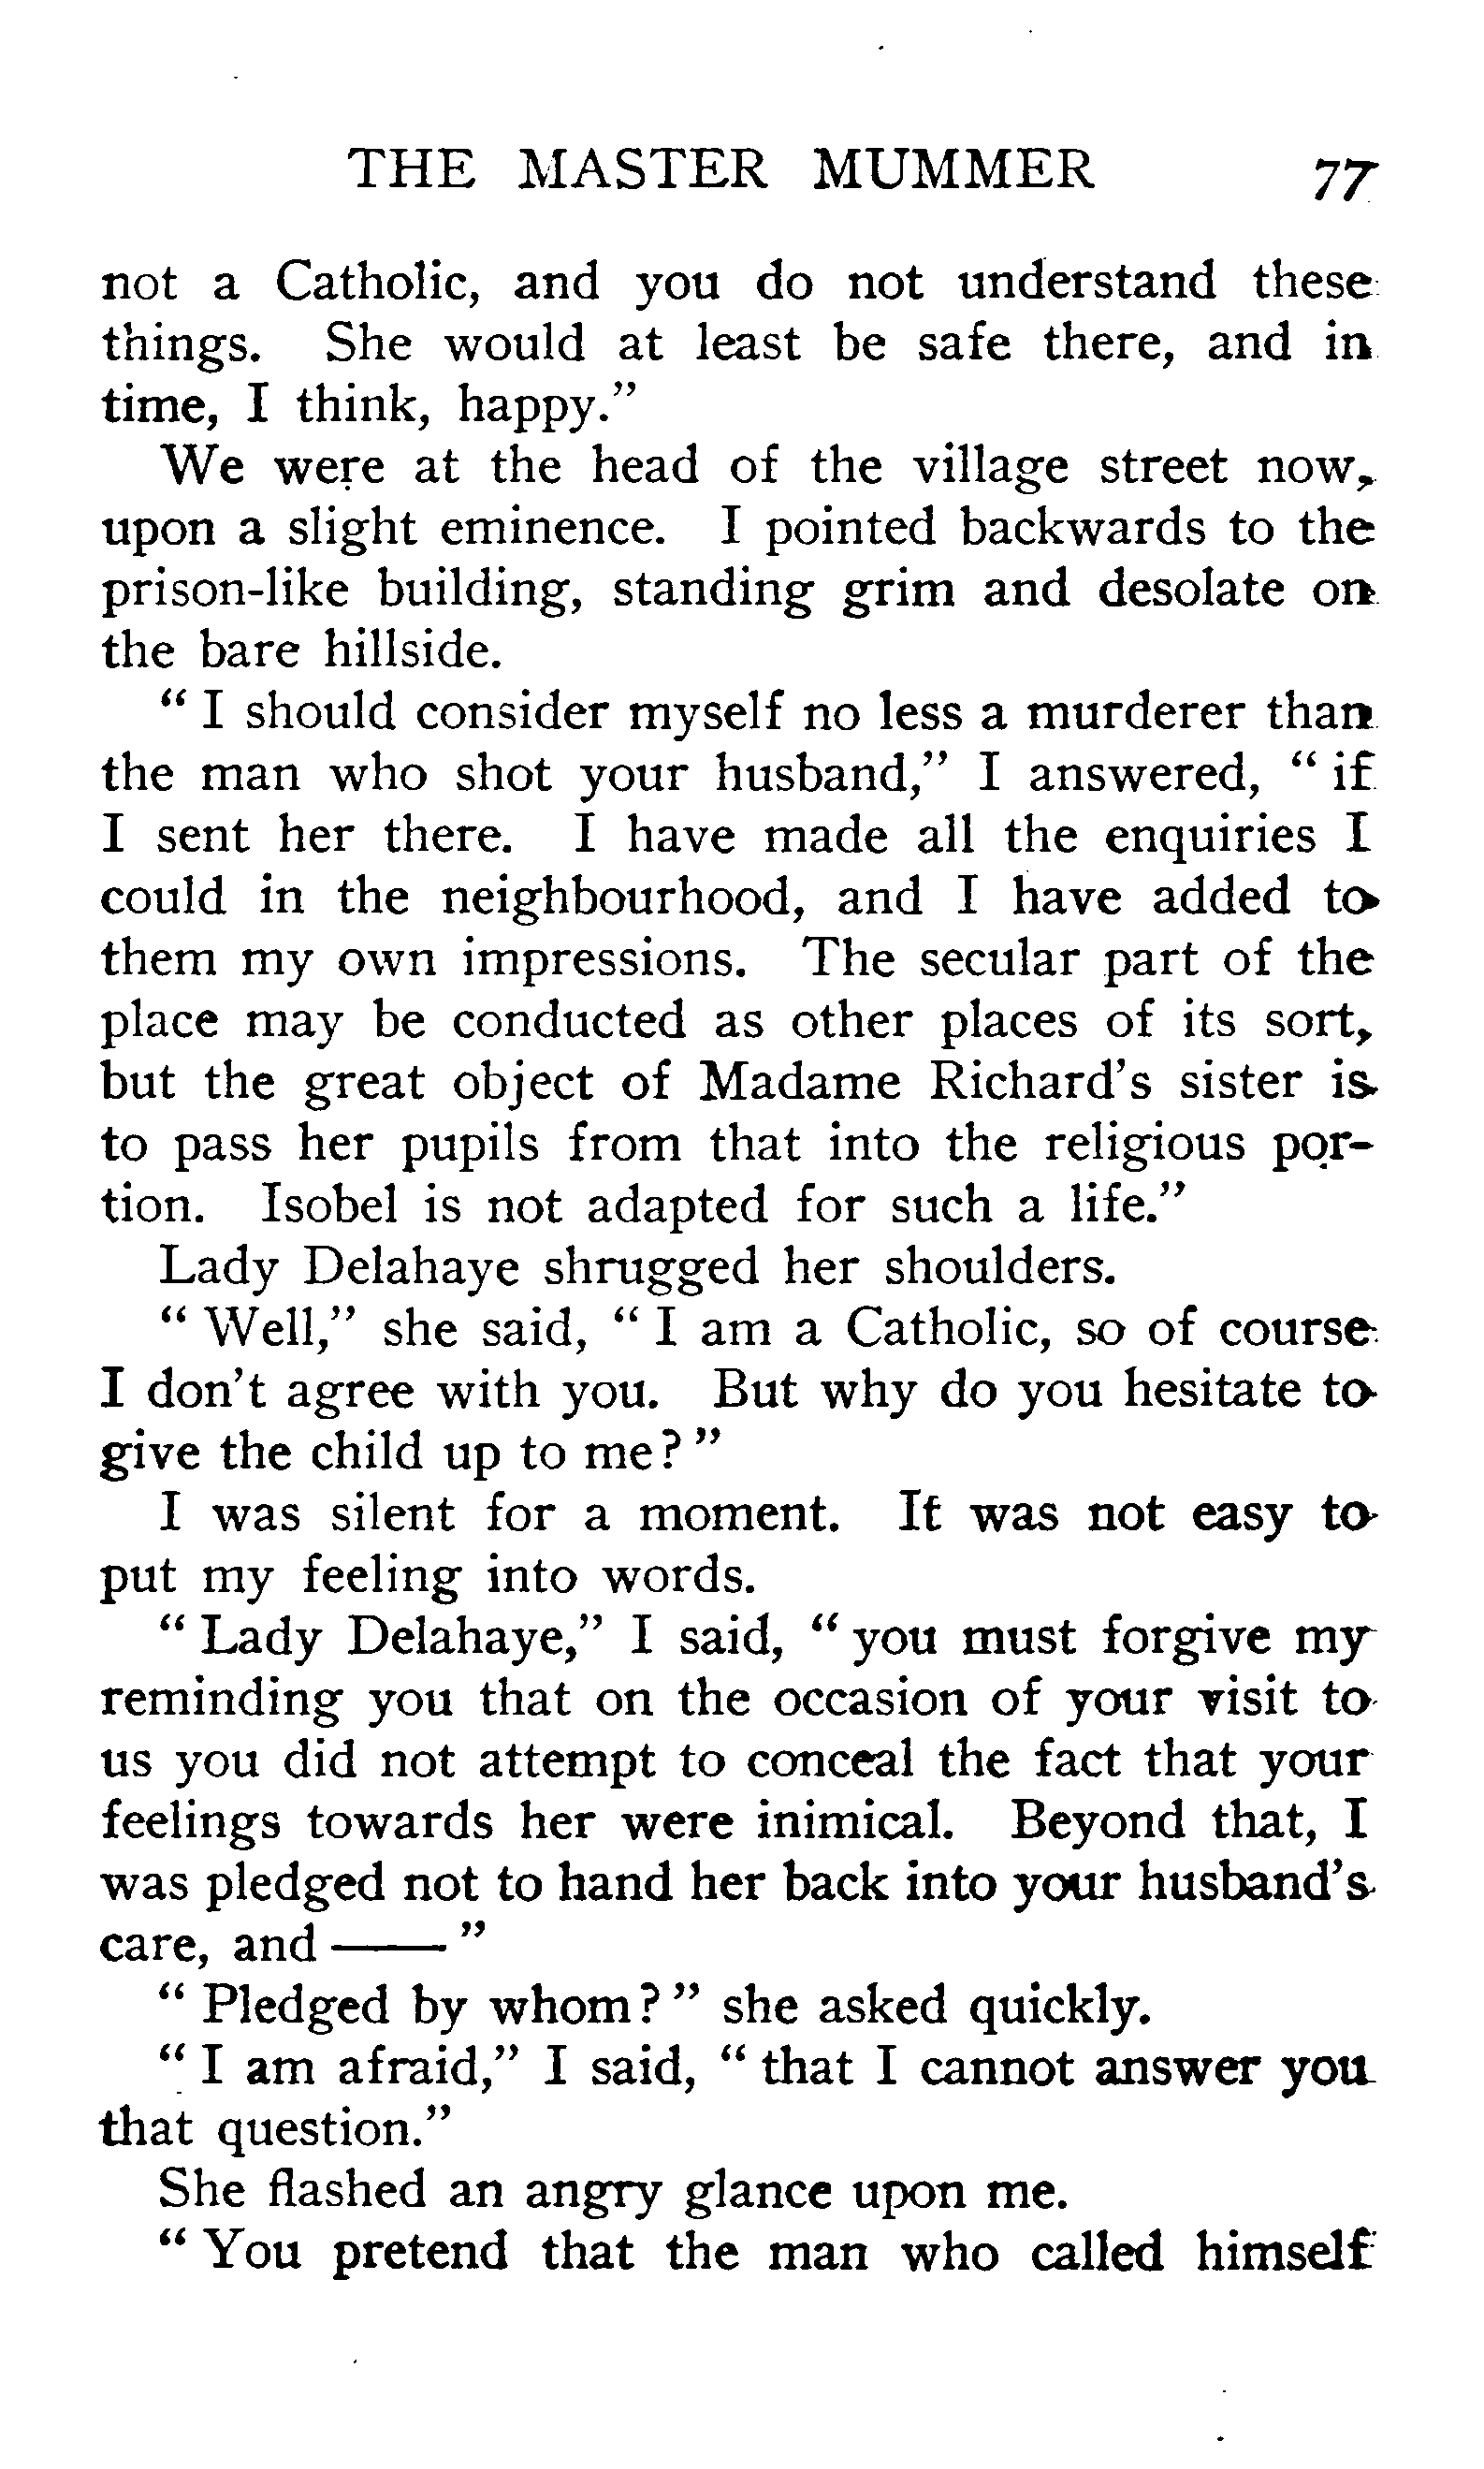 THE MASTER MUMMER 77
not a Catholic, and you do not understand these
things. She would at least be safe there, and in
time, I think, happy."
We were at the head of the village street now,
upon a slight eminence. I pointed backwards to the
prison-like building, standing grim and desolate on
the bare hillside.
" I should consider myself no less a murderer than
the man who shot your husband," I answered, " if
I sent her there. I have made all the enquiries I
could in the neighbourhood, and I have added to
them my own impressions. The secular part of the
place may be conducted as other places of its sort,
but the great object of Madame Richard's sister is
to pass her pupils from that into the religious por-
tion. Isobel is not adapted for such a life."
Lady Delahaye shrugged her shoulders.
" Well," she said, " I am a Catholic, so of course
I don't agree with you. But why do you hesitate to
give the child up to me? "
I was silent for a moment. It was not easy to
put my feeling into words.
" Lady Delahaye," I said, " you must forgive my
reminding you that on the occasion of your visit to
us you did not attempt to conceal the fact that your
feelings towards her were inimical. Beyond that, I
was pledged not to hand her back into your husband's
care, and —— "
" Pledged by whom? " she asked quickly.
" I am afraid," I said, " that I cannot answer you
that question."
She flashed an angry glance upon me.
" You pretend that the man who called himself